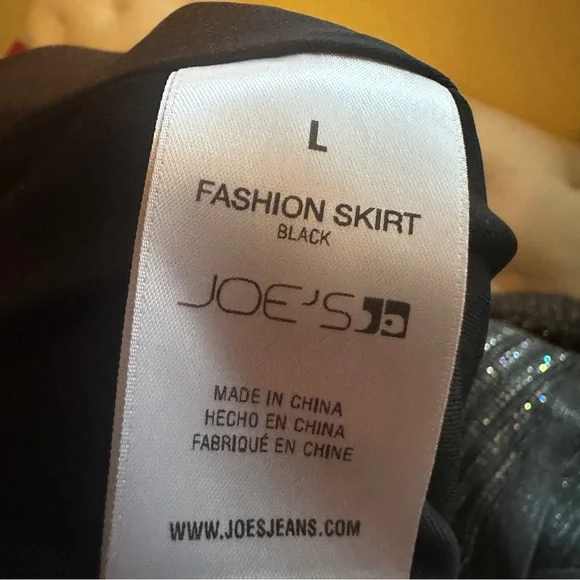 L
FASHION SKIRT
BLACK
JOE'S
MADE IN CHINA
HECHO EN CHINA
FABRIQUÉ EN CHINE
WWW.JOESJEANS.COM